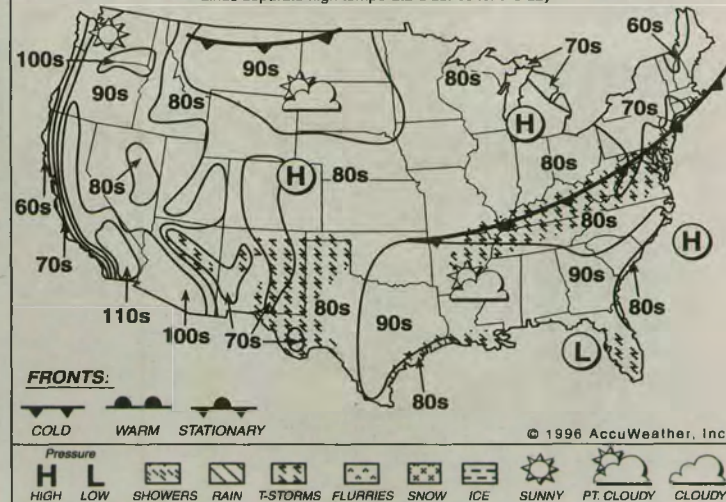 60s
70s
100s
80s
70s
90s
90s
80s
80s
H
70s
H
80s
80s
80s
80s
60s
H
70s
90s
80s
90s
80s
110s
100s
70s
L
80s
FRONTS:
COLD WARM STATIONARY
© 1996 AccuWeather, Inc
Pressure
H L
HIGH LOW SHOWERS RAIN T-STORMS FLURRIES SNOW ICE SUNNY PT. CLOUDY CLOUDY